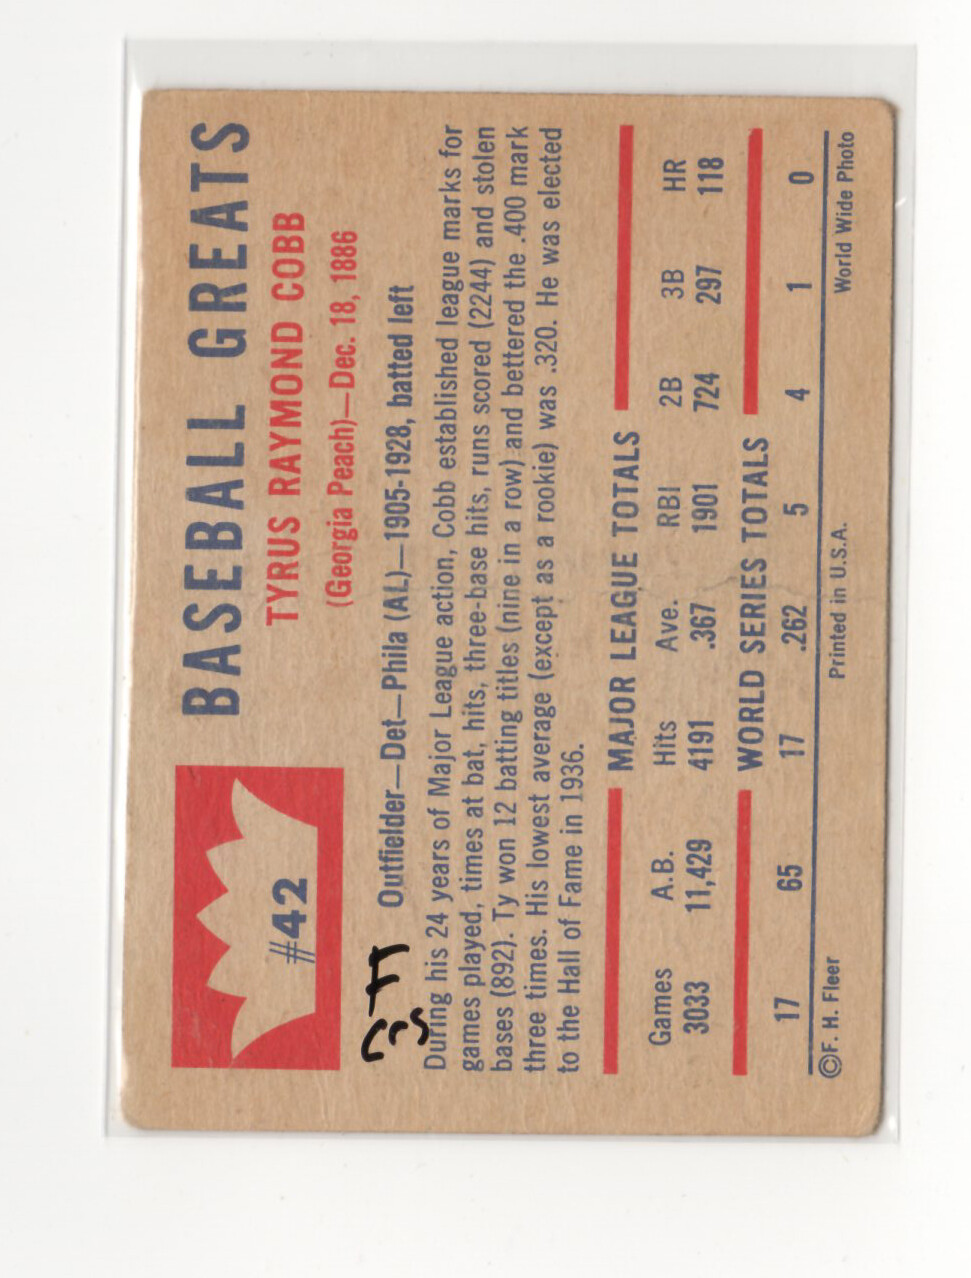 #42
BASEBALL GREATS
TYRUS RAYMOND COBB
(Georgia Peach)—Dec. 18, 1886
Outfielder—Det—Phila (AL)—1905-1928, batted left
During his 24 years of Major League action, Cobb established league marks for
games played, times at bat, hits, three-base hits, runs scored (2244) and stolen
bases (892). Ty won 12 batting titles (nine in a row) and bettered the .400 mark
three times. His lowest average (except as a rookie) was .320. He was elected
to the Hall of Fame in 1936.
MAJOR LEAGUE TOTALS
Games A.B. Hits Ave. RBI 2B 3B HR
3033 11,429 4191 .367 1901 724 297 118
WORLD SERIES TOTALS
17 65 17 .262 5 4 1 0
©F. H. Fleer Printed in U.S.A. World Wide Photo